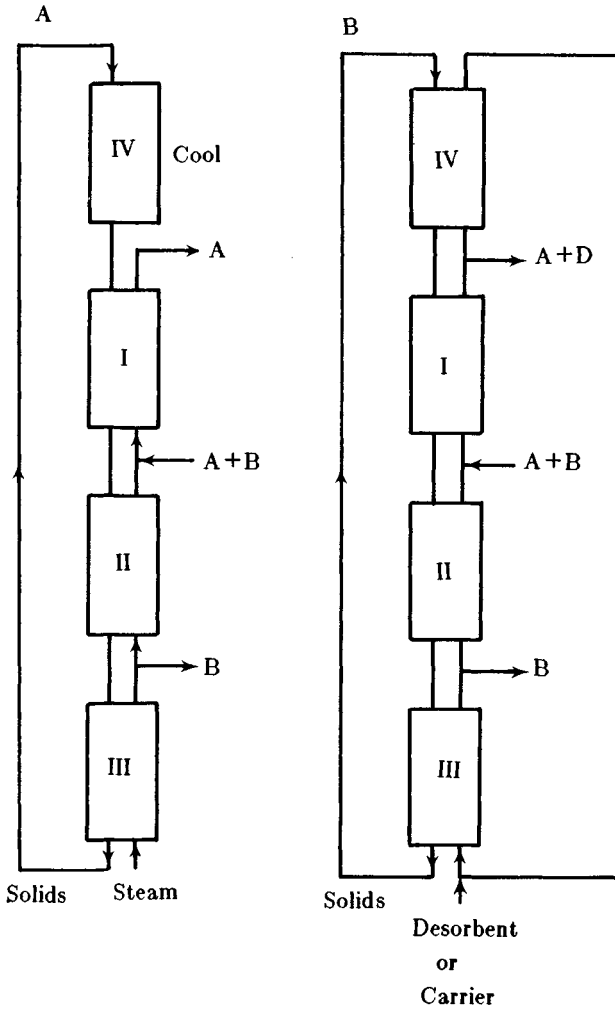 A
IV
Cool
A
I
A+B
II
B
III
Solids
Steam
B
IV
A+D
I
A+B
II
B
III
Solids
Desorbent
or
Carrier